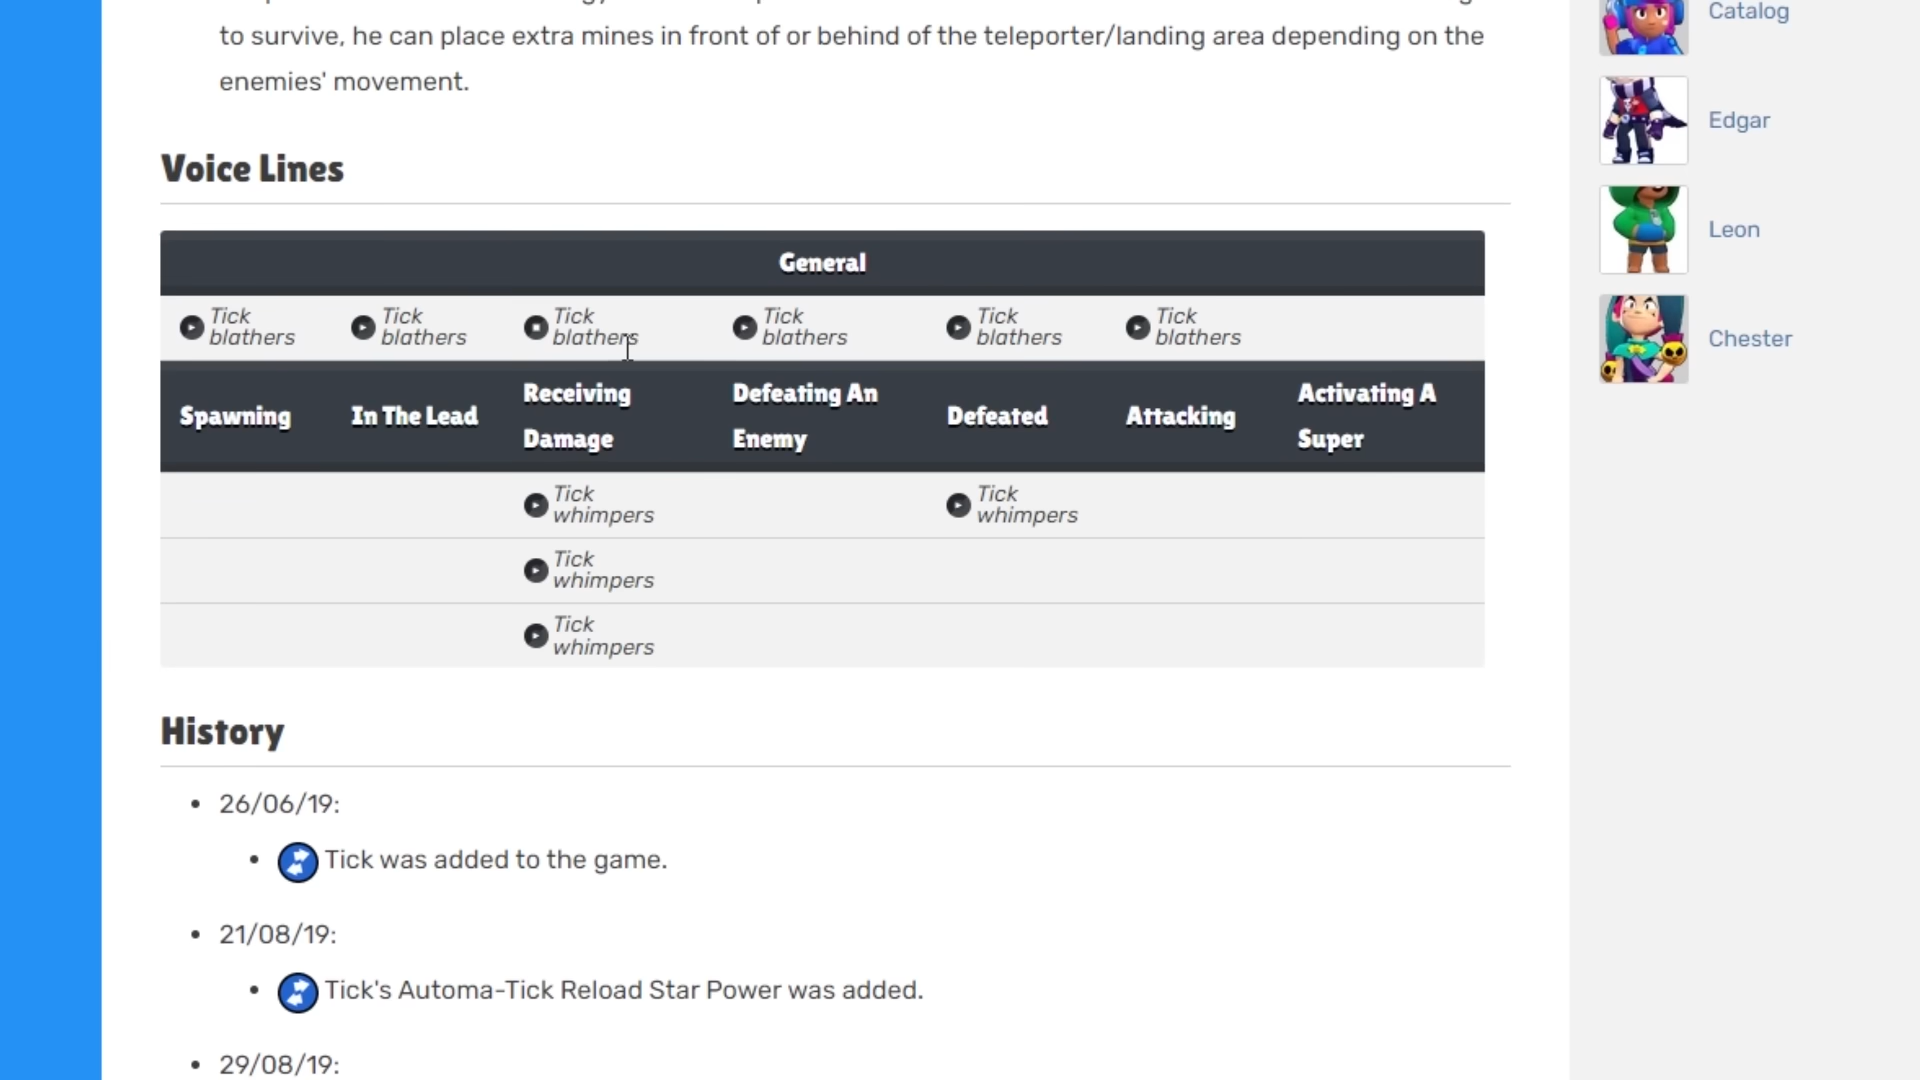 to survive, he can place extra mines in front of or behind of the teleporter/landing area depending on the
enemies' movement.
Voice Lines
General
Tick blathers
Tick blathers
Tick blathers
Tick blathers
Tick blathers
Tick blathers
Spawning
In The Lead
Receiving Damage
Defeating An Enemy
Defeated
Attacking
Activating A Super
Tick whimpers
Tick whimpers
Tick whimpers
Tick whimpers
History
26/06/19:
Tick was added to the game.
21/08/19:
Tick's Automa-Tick Reload Star Power was added.
29/08/19:
Catalog
Edgar
Leon
Chester